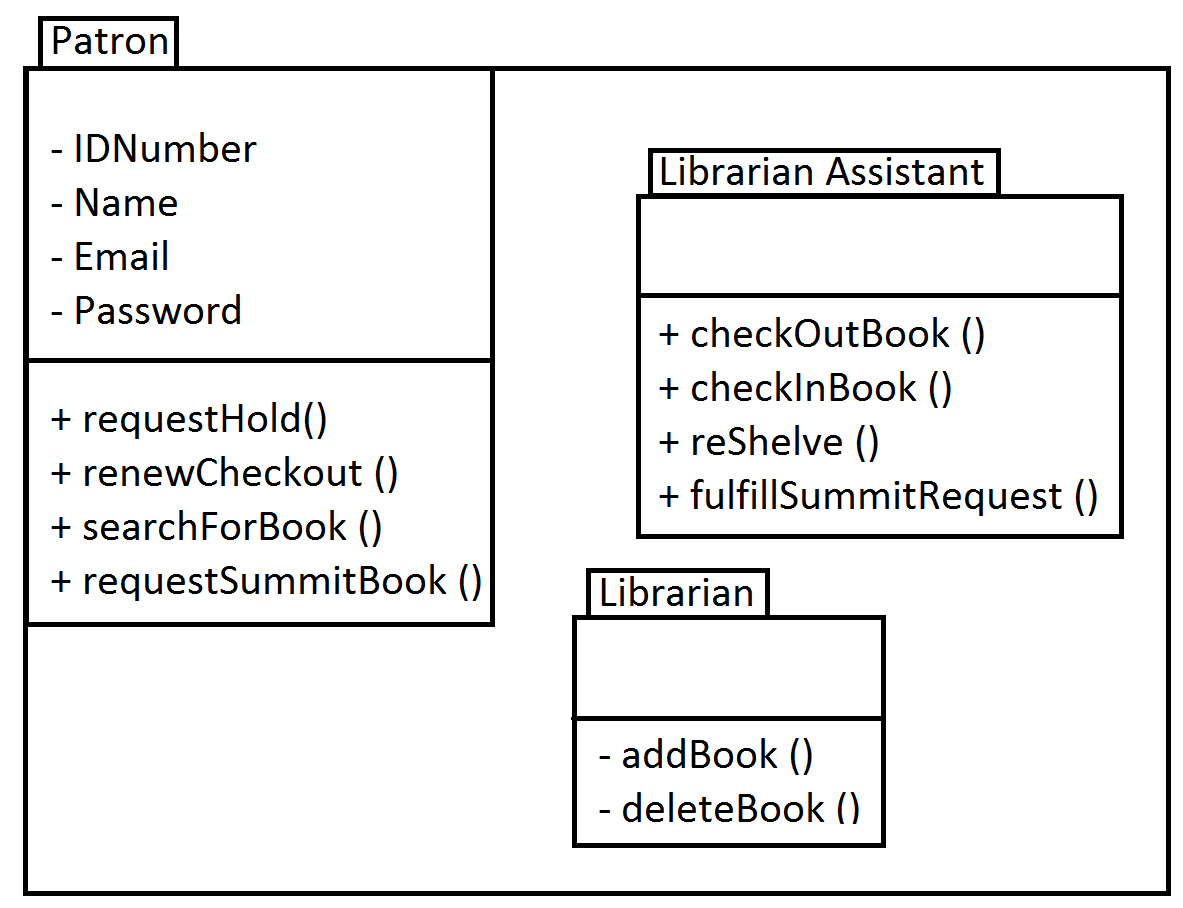 Patron
- IDNumber
- Name
- Email
- Password
+ requestHold()
+ renewCheckout ()
+ searchForBook ()
+ requestSummitBook ()
Librarian Assistant
+ checkOutBook ()
+ checkInBook ()
+ reShelve ()
+ fulfillSummitRequest ()
Librarian
- addBook ()
- deleteBook ()